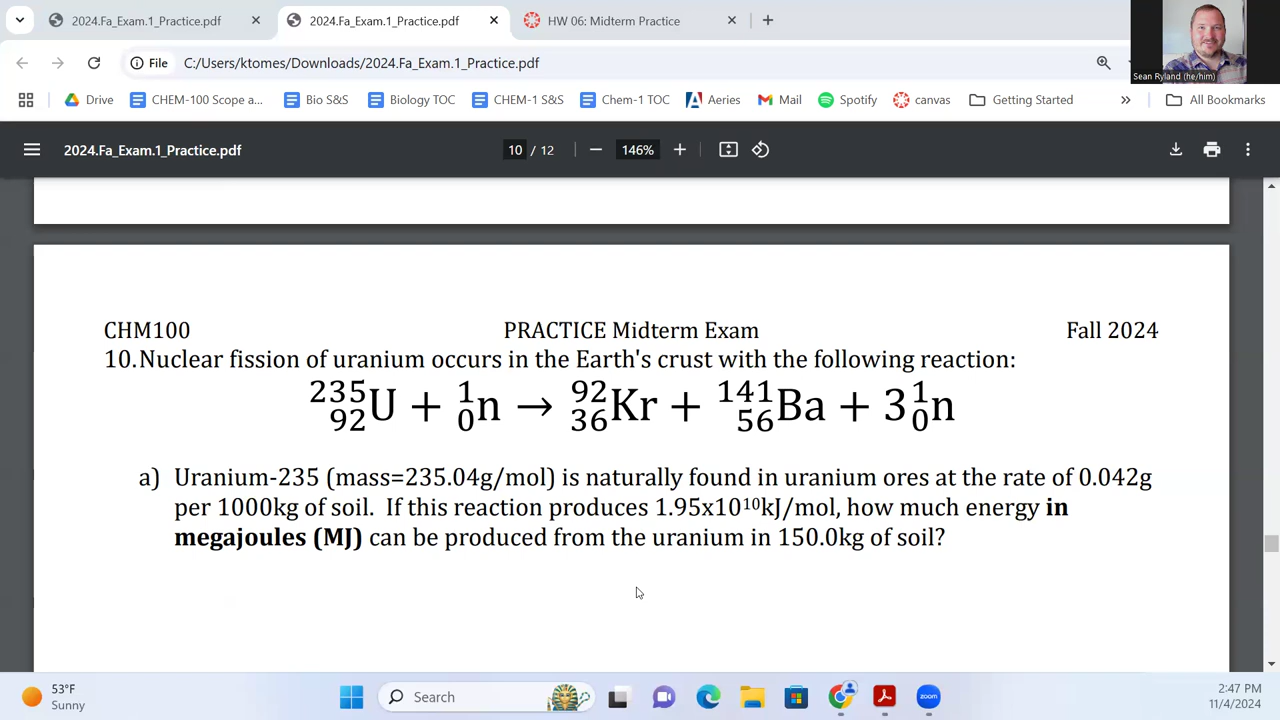 2024.Fa_Exam.1_Practice.pdf
2024.Fa_Exam.1_Practice.pdf
HW 06: Midterm Practice
Sean Ryland (he/him)
File C:/Users/ktomes/Downloads/2024.Fa_Exam.1_Practice.pdf
Drive CHEM-100 Scope a... Bio S&S Biology TOC CHEM-1 S&S Chem-1 TOC Aeries Mail Spotify canvas Getting Started » All Bookmarks
2024.Fa_Exam.1_Practice.pdf 10 / 12 − 146% +
CHM100 PRACTICE Midterm Exam Fall 2024
10.Nuclear fission of uranium occurs in the Earth's crust with the following reaction:
²³⁵₉₂U + ¹₀n → ⁹²₃₆Kr + ¹⁴¹₅₆Ba + 3¹₀n
a) Uranium-235 (mass=235.04g/mol) is naturally found in uranium ores at the rate of 0.042g
per 1000kg of soil. If this reaction produces 1.95x10¹⁰kJ/mol, how much energy in
megajoules (MJ) can be produced from the uranium in 150.0kg of soil?
53°F
Sunny
Search
zoom
2:47 PM
11/4/2024